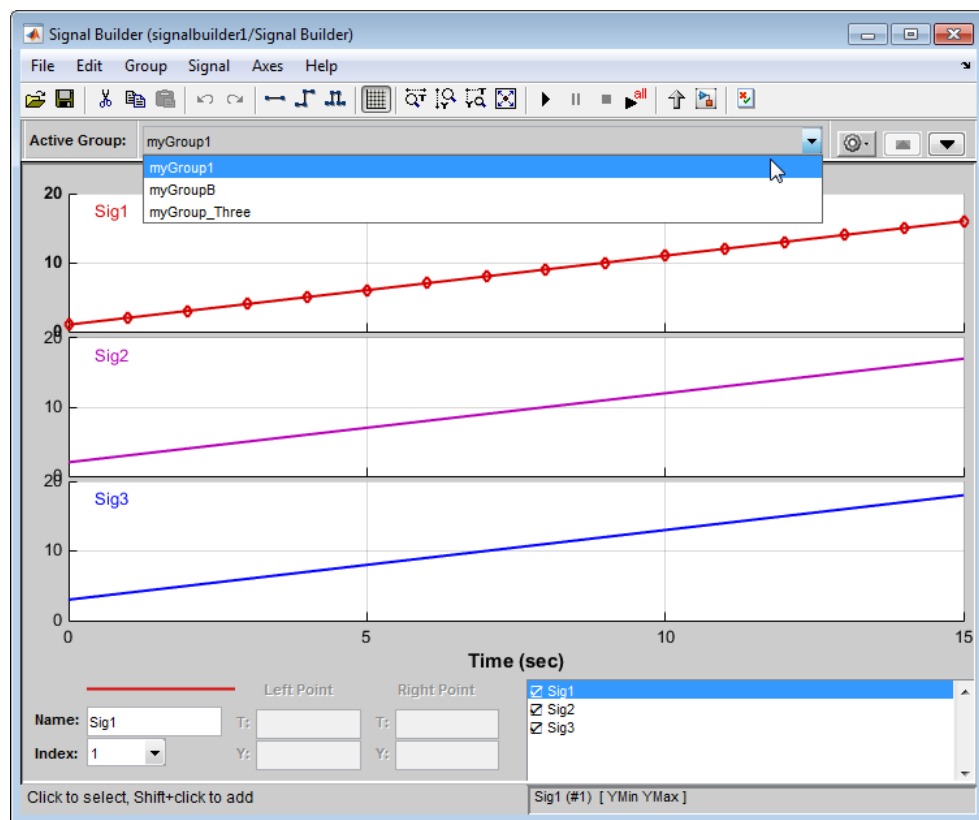 Signal Builder (signalbuilder1/Signal Builder)
File Edit Group Signal Axes Help
all
Active Group: myGroup1
myGroup1
myGroupB
myGroup_Three
20
Sig1
10
0
20
Sig2
10
0
20
Sig3
10
0
0 5 10 15
Time (sec)
Left Point Right Point
Name: Sig1 T: T:
Index: 1 Y: Y:
Sig1
Sig2
Sig3
Click to select, Shift+click to add
Sig1 (#1) [ YMin YMax ]